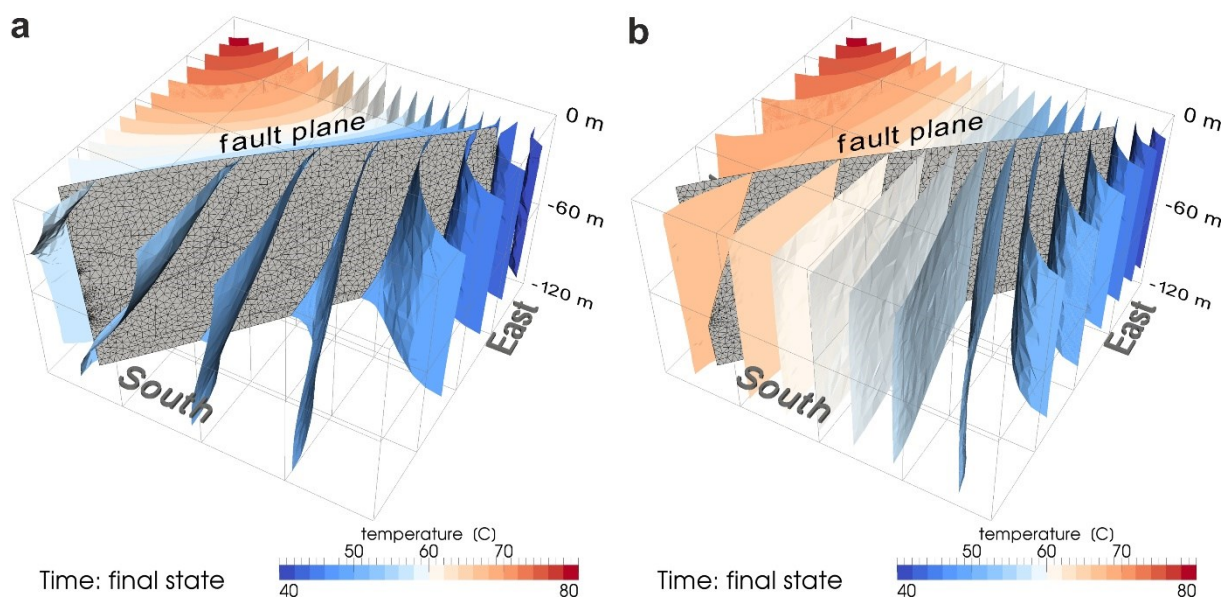 a
0 m
fault plane
-60 m
-120 m
East
South
temperature [C]
50 60 70
Time: final state
40 80
b
0 m
fault plane
-60 m
-120 m
East
South
temperature [C]
50 60 70
Time: final state
40 80